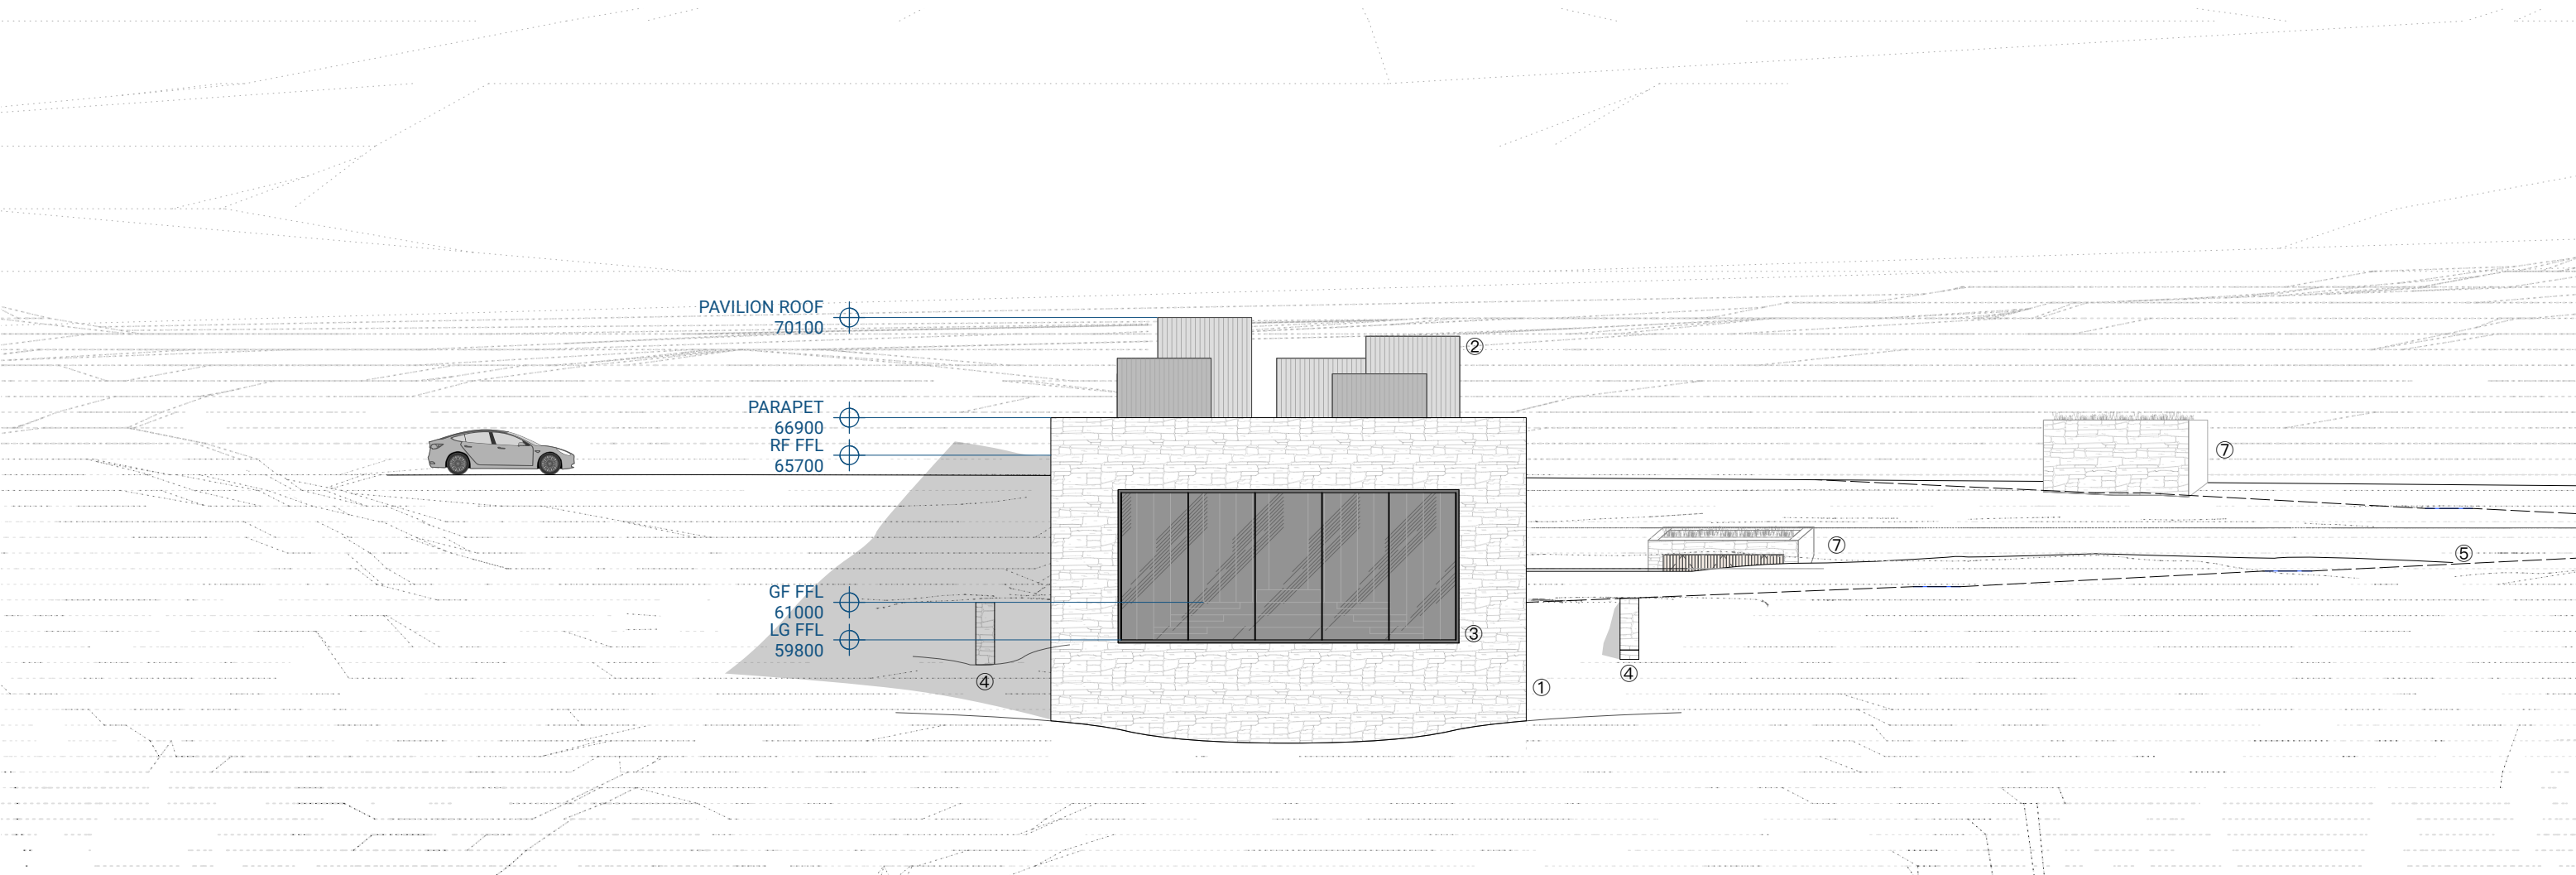 PAVILION ROOF
70100
②
PARAPET
66900
RF FFL
65700
⑦
⑦
⑤
GF FFL
61000
LG FFL
59800
③
④
④
①